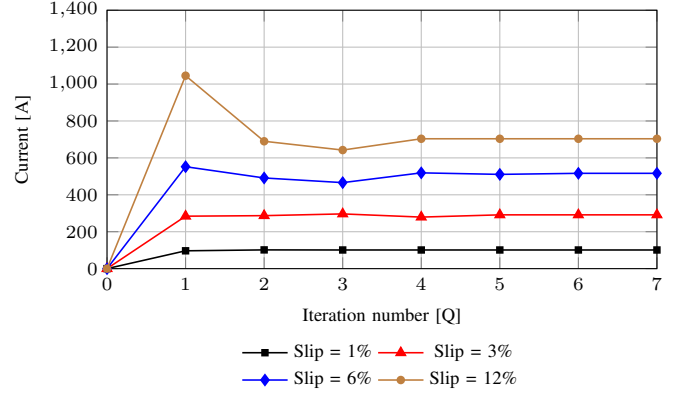 1,400
1,200
1,000
800
600
400
200
0
Current [A]
0 1 2 3 4 5 6 7
Iteration number [Q]
Slip = 1% Slip = 3%
Slip = 6% Slip = 12%